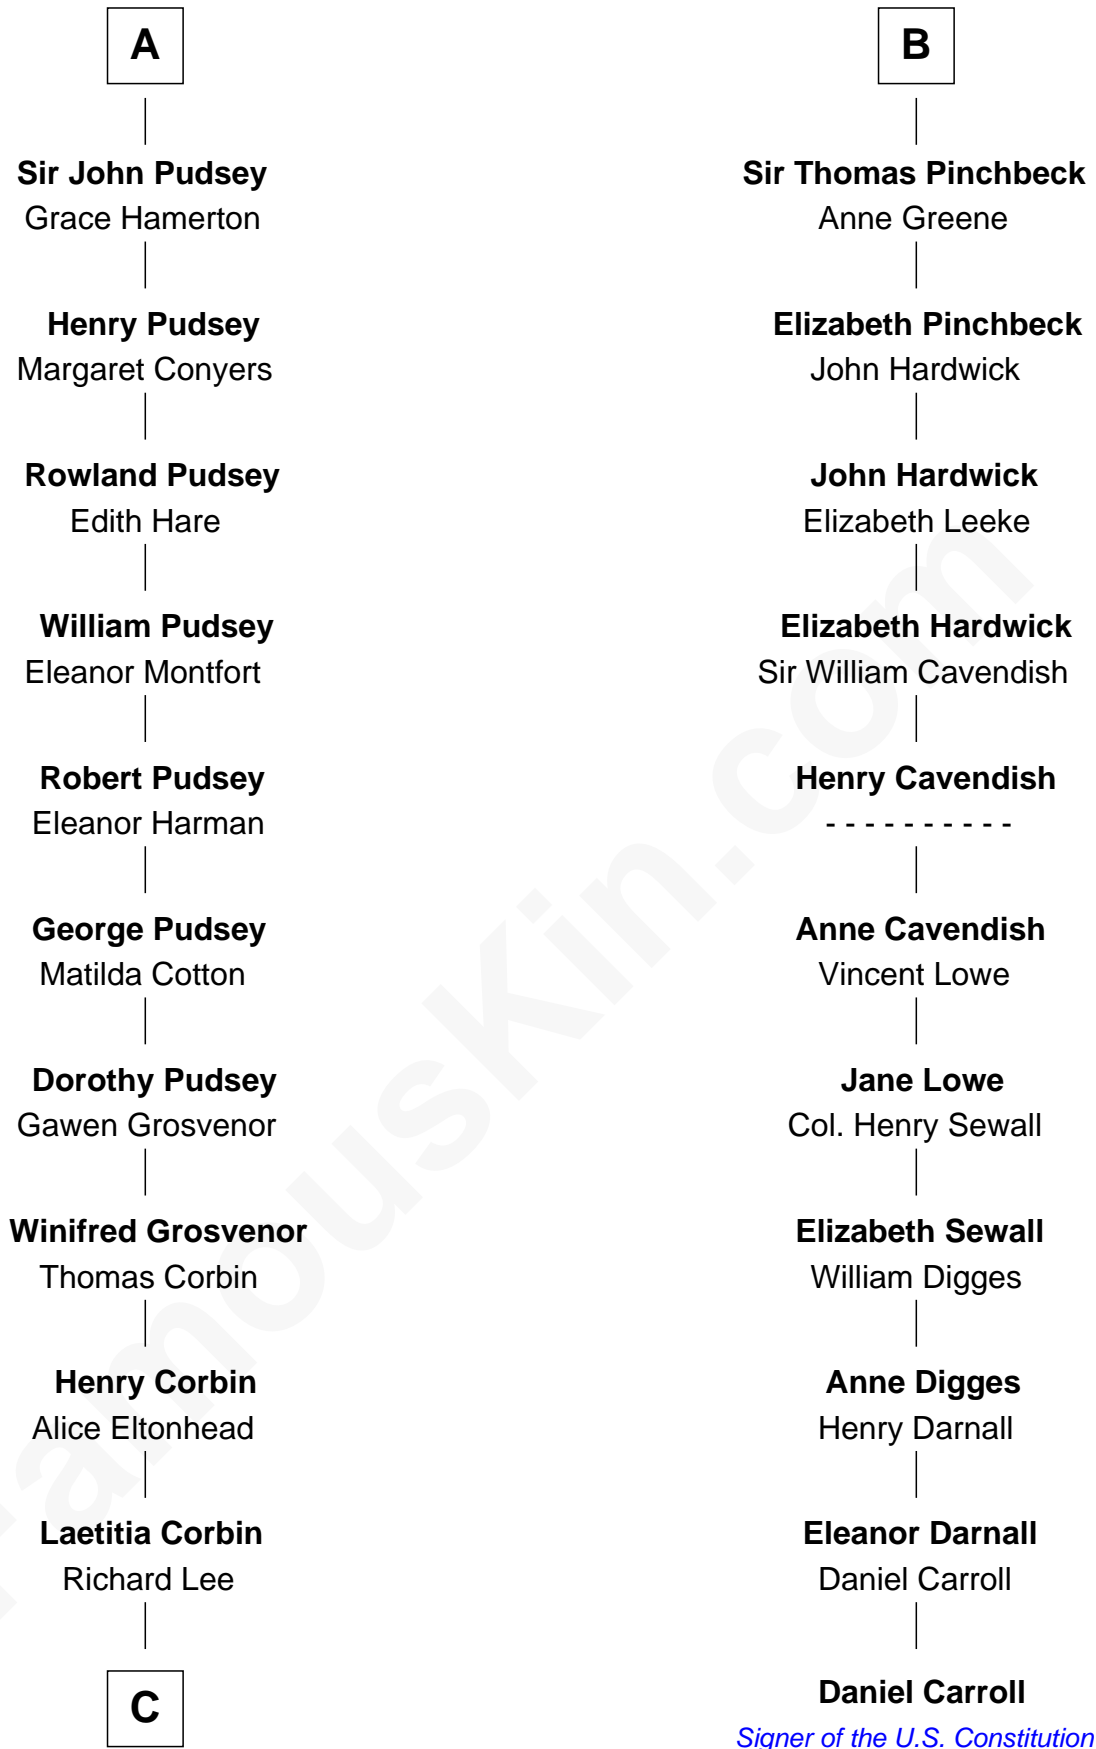 A
Sir John Pudsey
Grace Hamerton
Henry Pudsey
Margaret Conyers
Rowland Pudsey
Edith Hare
William Pudsey
Eleanor Montfort
Robert Pudsey
Eleanor Harman
George Pudsey
Matilda Cotton
Dorothy Pudsey
Gawen Grosvenor
Winifred Grosvenor
Thomas Corbin
Henry Corbin
Alice Eltonhead
Laetitia Corbin
Richard Lee
C
B
Sir Thomas Pinchbeck
Anne Greene
Elizabeth Pinchbeck
John Hardwick
John Hardwick
Elizabeth Leeke
Elizabeth Hardwick
Sir William Cavendish
Henry Cavendish
- - - - - - - - - -
Anne Cavendish
Vincent Lowe
Jane Lowe
Col. Henry Sewall
Elizabeth Sewall
William Digges
Anne Digges
Henry Darnall
Eleanor Darnall
Daniel Carroll
Daniel Carroll
Signer of the U.S. Constitution
FamousKin.com